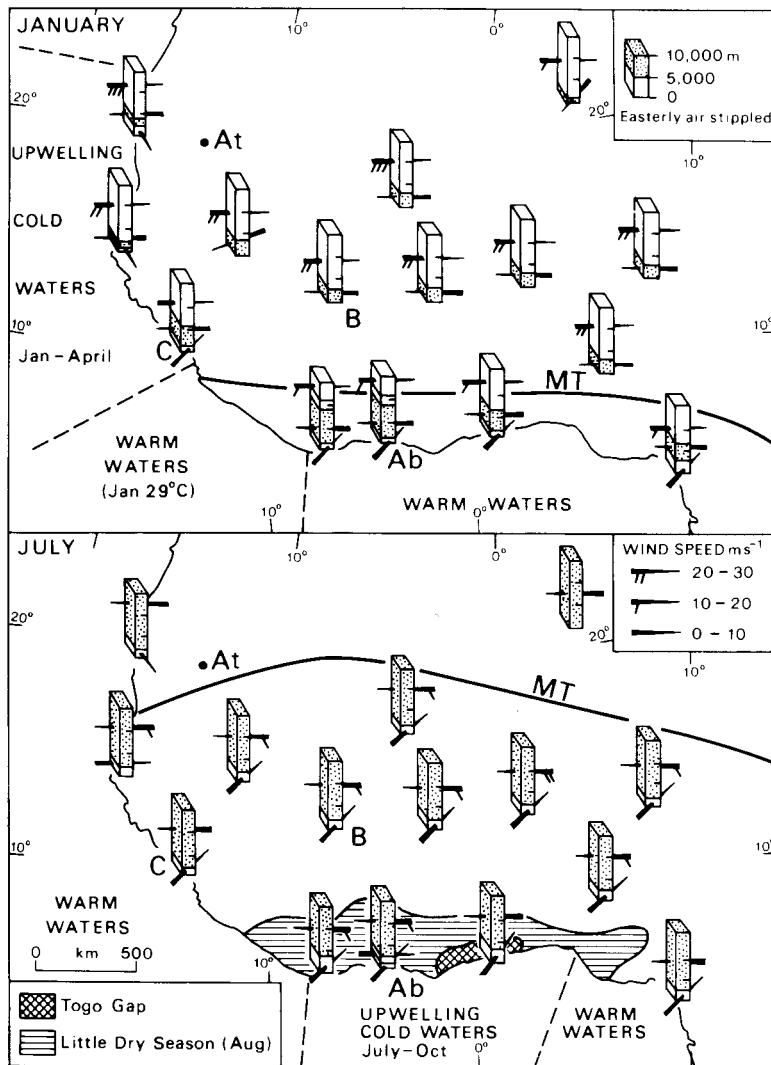 JANUARY
10°
0°
10,000 m
5,000
0
Easterly air stippled
20°
20°
10°
At
UPWELLING
COLD
WATERS
10°
10°
B
C
Jan–April
MT
WARM
WATERS
(Jan 29°C)
Ab
WARM WATERS
10°
0°
10°
JULY
10°
0°
WIND SPEED ms⁻¹
20–30
10–20
0–10
20°
20°
10°
At
MT
10°
10°
B
C
WARM
WATERS
0 km 500
10°
Ab
Togo Gap
Little Dry Season (Aug)
UPWELLING
COLD WATERS
July–Oct
0°
WARM
WATERS